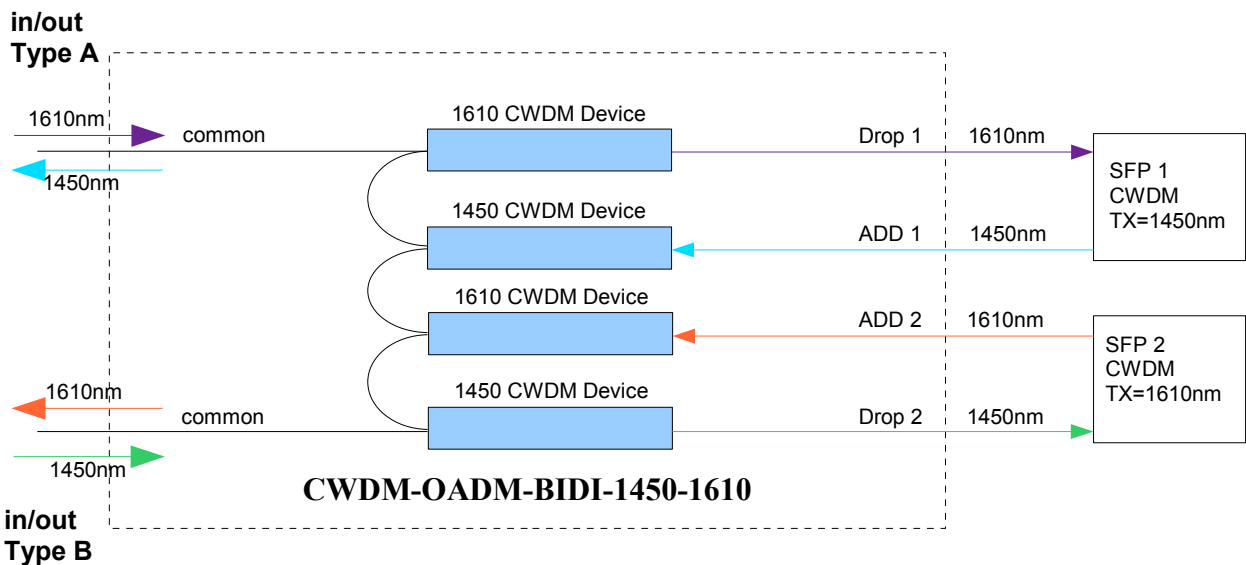 in/out
Type A
1610nm
common
1450nm
1610 CWDM Device
Drop 1
1610nm
1450 CWDM Device
ADD 1
1450nm
SFP 1
CWDM
TX=1450nm
1610 CWDM Device
ADD 2
1610nm
1450 CWDM Device
Drop 2
1450nm
SFP 2
CWDM
TX=1610nm
1610nm
common
1450nm
CWDM-OADM-BIDI-1450-1610
in/out
Type B